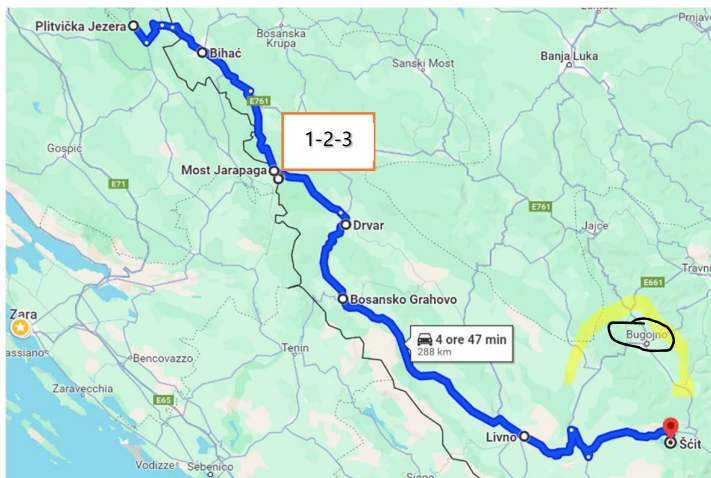 Plitvička Jezera
Bihać
Bosanska
Krupa
Sanski Most
Banja Luka
Prnjavo
E761
1-2-3
Gospić
Most Jarapaga
E71
Drvar
E761
Jajce
Travni
E661
Bosansko Grahovo
Zara
assiano
Bencovazzo
Tenin
4 ore 47 min
288 km
Bugojno
Zaravecchia
E65
Livno
Šćit
Vodizze
Sebenico